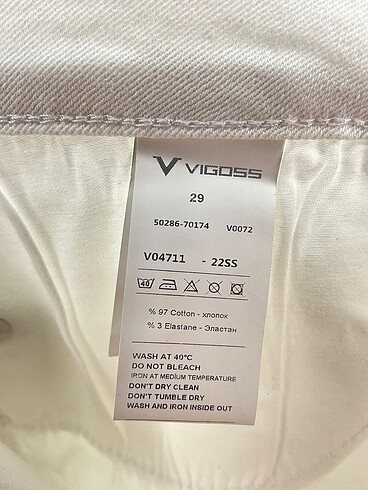 VIGOSS
29
50286-70174 V0072
V04711 - 22SS
40
% 97 Cotton - хлопок
% 3 Elastane - Эластан
WASH AT 40°C
DO NOT BLEACH
IRON AT MEDIUM TEMPERATURE
DON'T DRY CLEAN
DON'T TUMBLE DRY
WASH AND IRON INSIDE OUT